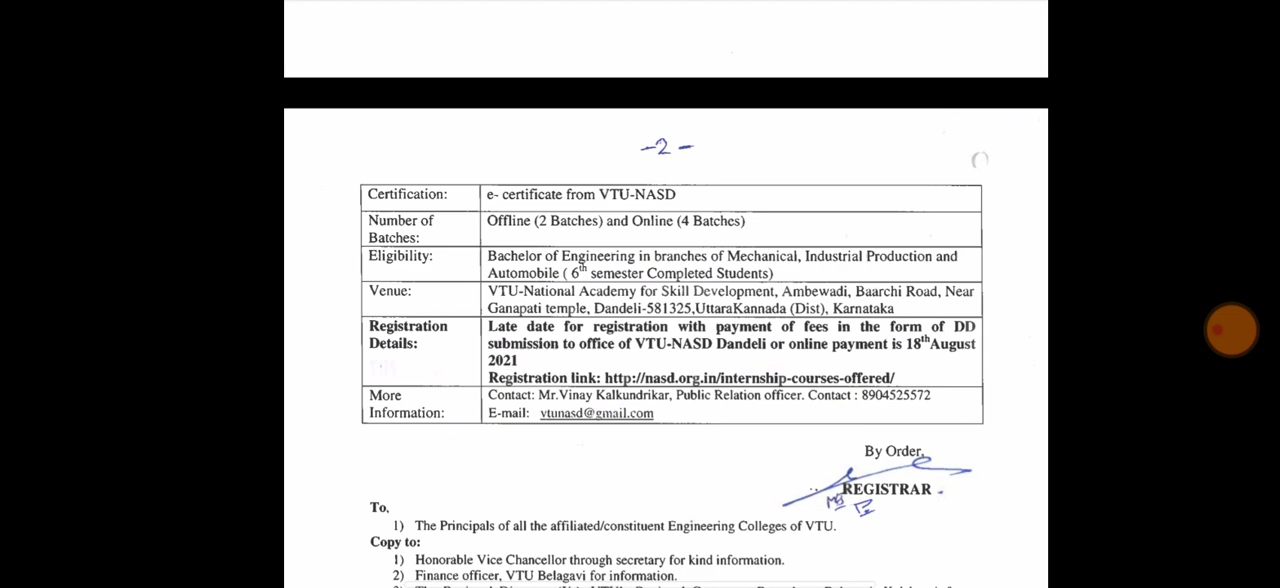 -2-
Certification: e- certificate from VTU-NASD
Number of Batches: Offline (2 Batches) and Online (4 Batches)
Eligibility: Bachelor of Engineering in branches of Mechanical, Industrial Production and
Automobile ( 6th semester Completed Students)
Venue: VTU-National Academy for Skill Development, Ambewadi, Baarchi Road, Near
Ganapati temple, Dandeli-581325,UttaraKannada (Dist), Karnataka
Registration Details: Late date for registration with payment of fees in the form of DD
submission to office of VTU-NASD Dandeli or online payment is 18th August
2021
Registration link: http://nasd.org.in/internship-courses-offered/
More Information: Contact: Mr.Vinay Kalkundrikar, Public Relation officer. Contact : 8904525572
E-mail: vtunasd@gmail.com
By Order,
REGISTRAR
To,
1) The Principals of all the affiliated/constituent Engineering Colleges of VTU.
Copy to:
1) Honorable Vice Chancellor through secretary for kind information.
2) Finance officer, VTU Belagavi for information.